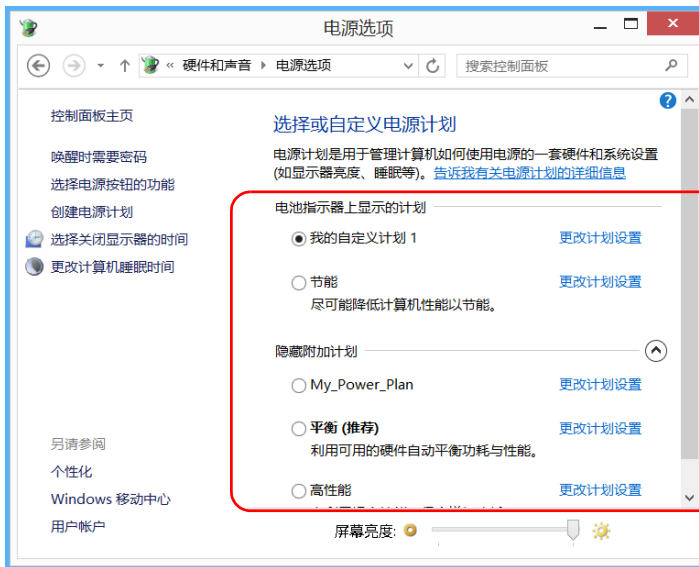 电源选项
« 硬件和声音 ▸ 电源选项
搜索控制面板
控制面板主页
唤醒时需要密码
选择电源按钮的功能
创建电源计划
选择关闭显示器的时间
更改计算机睡眠时间
选择或自定义电源计划
电源计划是用于管理计算机如何使用电源的一套硬件和系统设置
(如显示器亮度、睡眠等)。告诉我有关电源计划的详细信息
电池指示器上显示的计划
我的自定义计划 1 更改计划设置
节能 更改计划设置
尽可能降低计算机性能以节能。
隐藏附加计划
My_Power_Plan 更改计划设置
平衡 (推荐) 更改计划设置
利用可用的硬件自动平衡功耗与性能。
高性能 更改计划设置
另请参阅
个性化
Windows 移动中心
用户帐户
屏幕亮度: